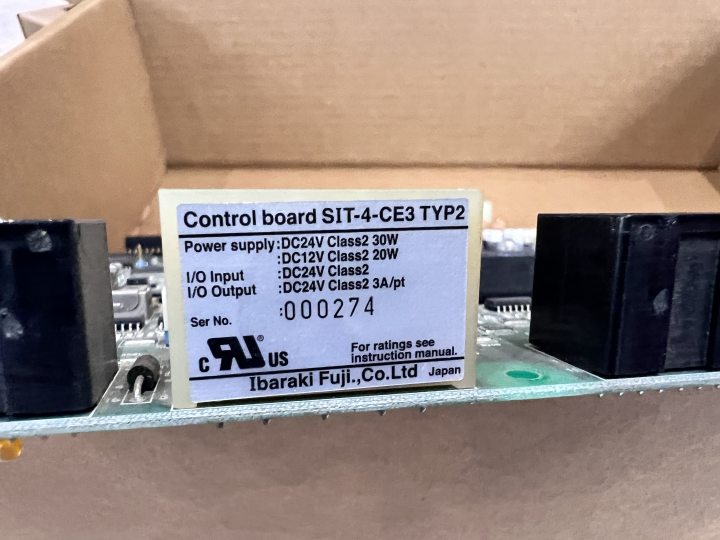 Control board SIT-4-CE3 TYP2
Power supply:DC24V Class2 30W
:DC12V Class2 20W
I/O Input :DC24V Class2
I/O Output :DC24V Class2 3A/pt
Ser No. :000274
c RU ® US
For ratings see
instruction manual.
Ibaraki Fuji.,Co.Ltd Japan